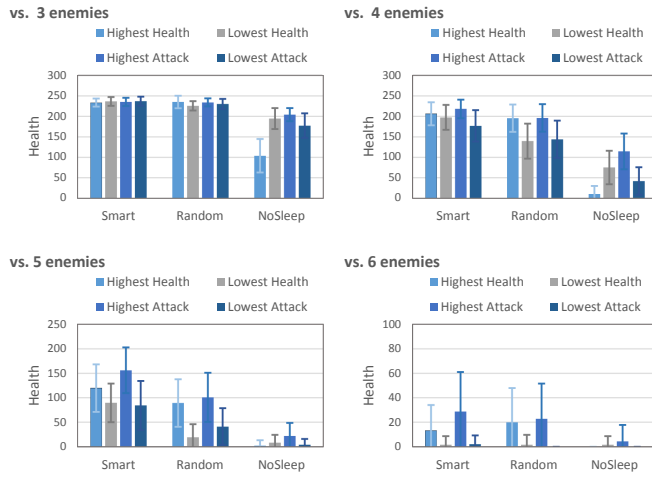 vs.  3 enemies
Highest Health
Lowest Health
Highest Attack
Lowest Attack
300
250
200
150
100
50
0
Health
Smart
Random
NoSleep
vs.  4 enemies
Highest Health
Lowest Health
Highest Attack
Lowest Attack
300
250
200
150
100
50
0
Health
Smart
Random
NoSleep
vs. 5 enemies
Highest Health
Lowest Health
Highest Attack
Lowest Attack
250
200
150
100
50
0
Health
Smart
Random
NoSleep
vs. 6 enemies
Highest Health
Lowest Health
Highest Attack
Lowest Attack
100
80
60
40
20
0
Health
Smart
Random
NoSleep